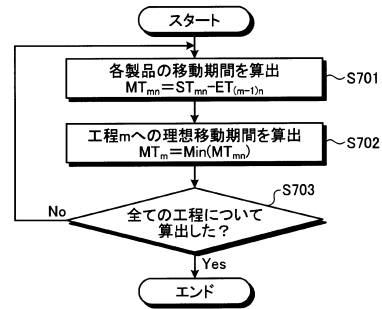 スタート
各製品の移動期間を算出
MTmn=STmn-ET(m-1)n
S701
工程mへの理想移動期間を算出
MTm=Min(MTmn)
S702
S703
全ての工程について
算出した？
No
Yes
エンド